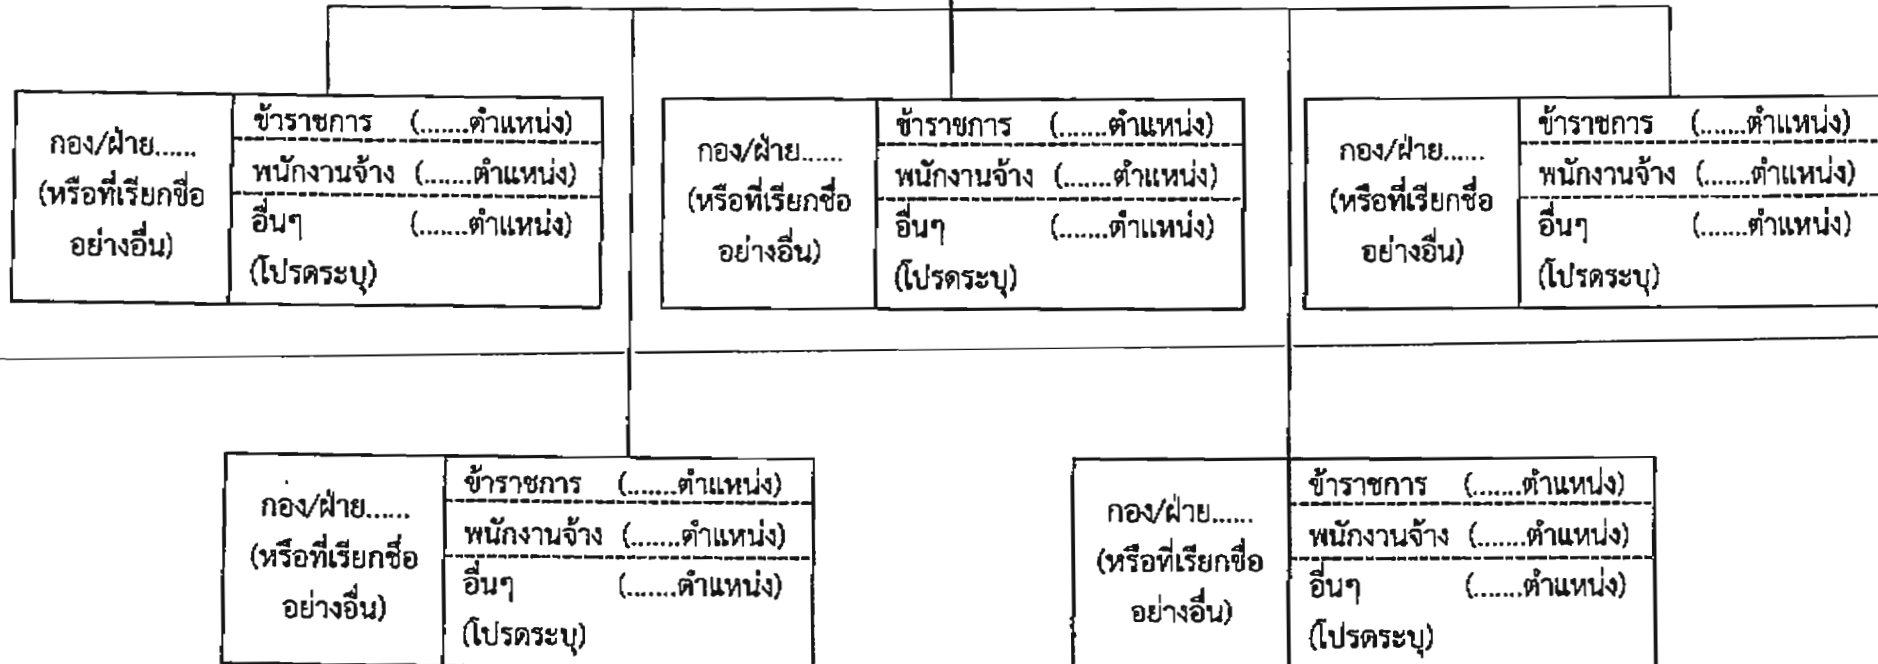 กอง/ฝ่าย......
(หรือที่เรียกชื่อ
อย่างอื่น)
ข้าราชการ (.......ตำแหน่ง)
พนักงานจ้าง (.......ตำแหน่ง)
อื่นๆ (.......ตำแหน่ง)
(โปรดระบุ)
กอง/ฝ่าย......
(หรือที่เรียกชื่อ
อย่างอื่น)
ข้าราชการ (.......ตำแหน่ง)
พนักงานจ้าง (.......ตำแหน่ง)
อื่นๆ (.......ตำแหน่ง)
(โปรดระบุ)
กอง/ฝ่าย......
(หรือที่เรียกชื่อ
อย่างอื่น)
ข้าราชการ (.......ตำแหน่ง)
พนักงานจ้าง (.......ตำแหน่ง)
อื่นๆ (.......ตำแหน่ง)
(โปรดระบุ)
กอง/ฝ่าย......
(หรือที่เรียกชื่อ
อย่างอื่น)
ข้าราชการ (.......ตำแหน่ง)
พนักงานจ้าง (.......ตำแหน่ง)
อื่นๆ (.......ตำแหน่ง)
(โปรดระบุ)
กอง/ฝ่าย......
(หรือที่เรียกชื่อ
อย่างอื่น)
ข้าราชการ (.......ตำแหน่ง)
พนักงานจ้าง (.......ตำแหน่ง)
อื่นๆ (.......ตำแหน่ง)
(โปรดระบุ)